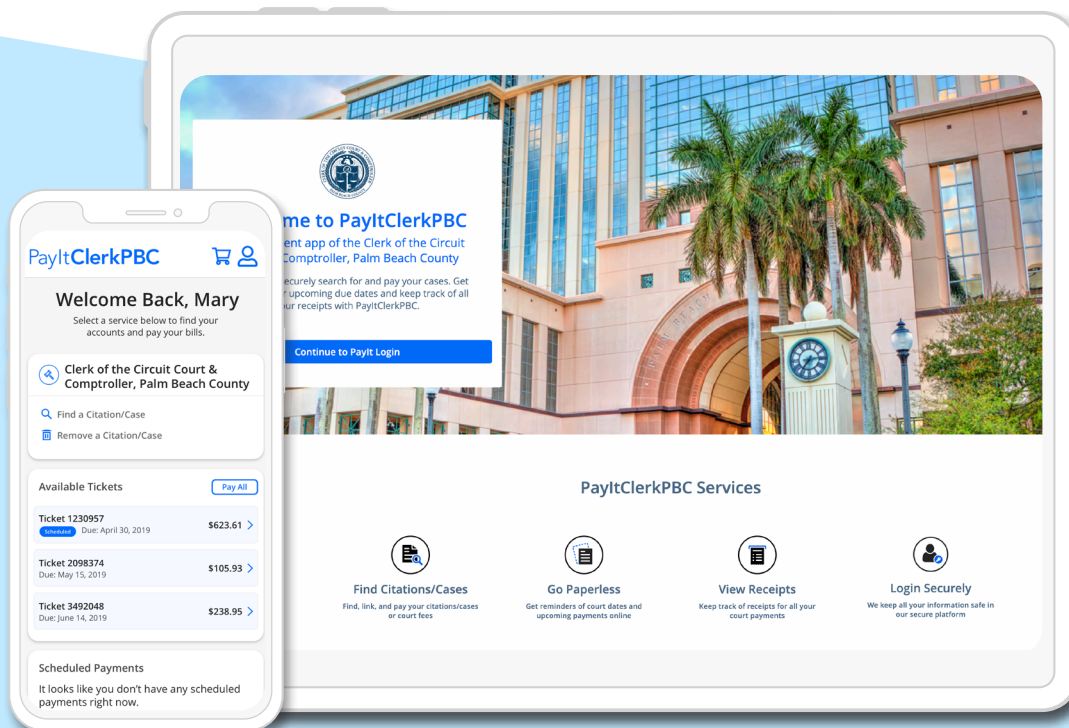 PayItClerkPBC
Welcome Back, Mary
Select a service below to find your
accounts and pay your bills.
Clerk of the Circuit Court &
Comptroller, Palm Beach County
Find a Citation/Case
Remove a Citation/Case
Available Tickets
Pay All
Ticket 1230957
$623.61
Scheduled
Due: April 30, 2019
Ticket 2098374
$105.93
Due: May 15, 2019
Ticket 3492048
$238.95
Due: June 14, 2019
Scheduled Payments
It looks like you don't have any scheduled
payments right now.
me to PayItClerkPBC
ent app of the Clerk of the Circuit
Comptroller, Palm Beach County
ecurely search for and pay your cases. Get
upcoming due dates and keep track of all
ur receipts with PayItClerkPBC.
Continue to PayIt Login
PALM BEACH
PayItClerkPBC Services
Find Citations/Cases
Find, link, and pay your citations/cases
or court fees
Go Paperless
Get reminders of court dates and
upcoming payments online
View Receipts
Keep track of receipts for all your
court payments
Login Securely
We keep all your information safe in
our secure platform